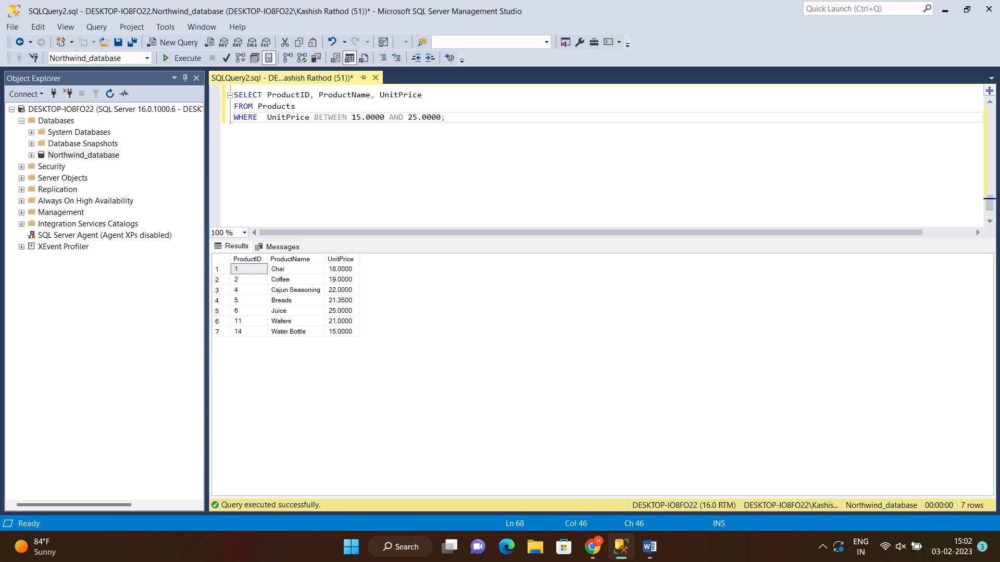 SQLQuery2.sql - DESKTOP-IO8FO22.Northwind_database (DESKTOP-IO8FO22\Kashish Rathod (51))* - Microsoft SQL Server Management Studio
Quick Launch (Ctrl+Q)
File Edit View Query Project Tools Window Help
New Query MDX DMX XMLA DAX
Northwind_database Execute
Object Explorer
SQLQuery2.sql - DE...ashish Rathod (51))*
Connect
DESKTOP-IO8FO22 (SQL Server 16.0.1000.6 - DESK
Databases
System Databases
Database Snapshots
Northwind_database
Security
Server Objects
Replication
Always On High Availability
Management
Integration Services Catalogs
SQL Server Agent (Agent XPs disabled)
XEvent Profiler
SELECT ProductID, ProductName, UnitPrice
FROM Products
WHERE  UnitPrice BETWEEN 15.0000 AND 25.0000;
100 %
Results Messages
ProductID ProductName UnitPrice
1 1 Chai 18.0000
2 2 Coffee 19.0000
3 4 Cajun Seasoning 22.0000
4 5 Breads 21.3500
5 6 Juice 25.0000
6 11 Wafers 21.0000
7 14 Water Bottle 15.0000
Query executed successfully. DESKTOP-IO8FO22 (16.0 RTM) DESKTOP-IO8FO22\Kashis... Northwind_database 00:00:00 7 rows
Ready Ln 68 Col 46 Ch 46 INS
84°F
Sunny
Search
H
ENG
IN
15:02
03-02-2023
3